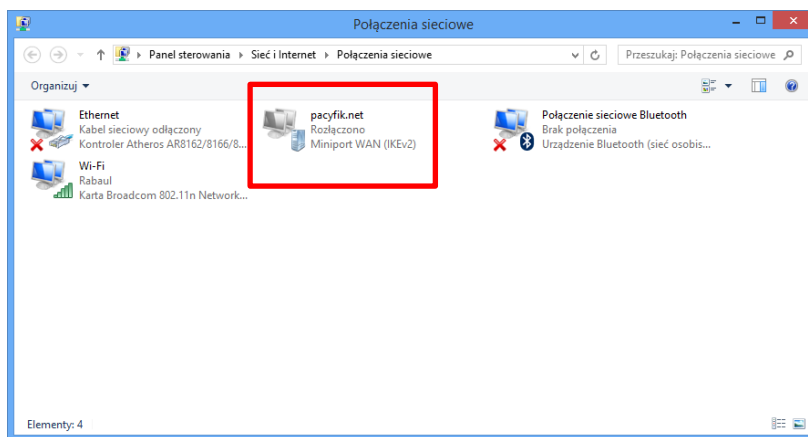 Połączenia sieciowe
Panel sterowania Sieć i Internet Połączenia sieciowe
Przeszukaj: Połączenia sieciowe
Organizuj
Ethernet
Kabel sieciowy odłączony
Kontroler Atheros AR8162/8166/8...
pacyfik.net
Rozłączono
Miniport WAN (IKEv2)
Połączenie sieciowe Bluetooth
Brak połączenia
Urządzenie Bluetooth (sieć osobis...
Wi-Fi
Rabaul
Karta Broadcom 802.11n Network...
Elementy: 4